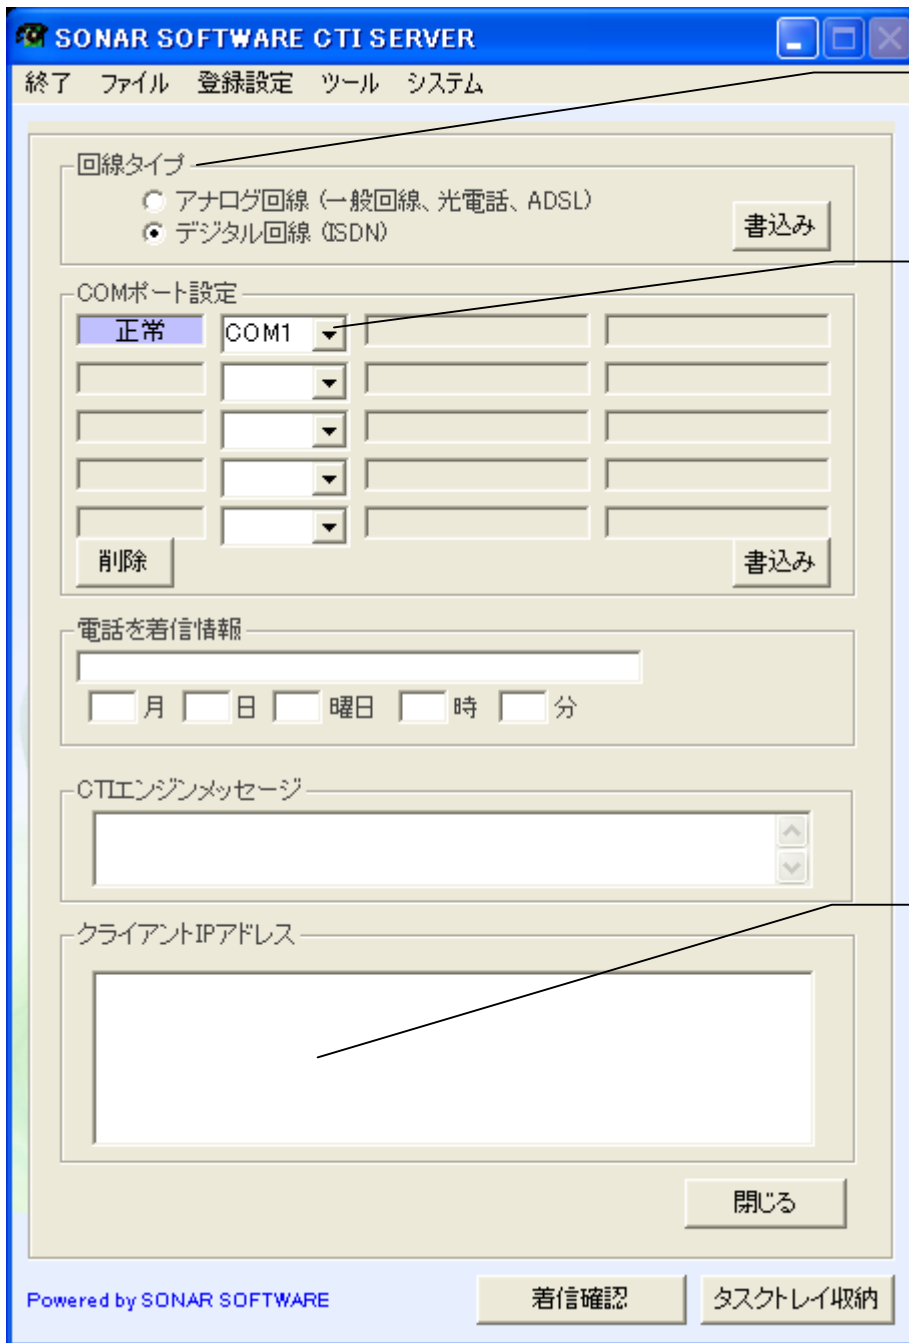 SONAR SOFTWARE CTI SERVER
終了 ファイル 登録設定 ツール システム
回線タイプ
アナログ回線 (一般回線、光電話、ADSL)
デジタル回線 (ISDN)
書込み
COMポート設定
正常 COM1
削除 書込み
電話を着信情報
月 日 曜日 時 分
CTIエンジンメッセージ
クライアントIPアドレス
閉じる
Powered by SONAR SOFTWARE 着信確認 タスクトレイ収納